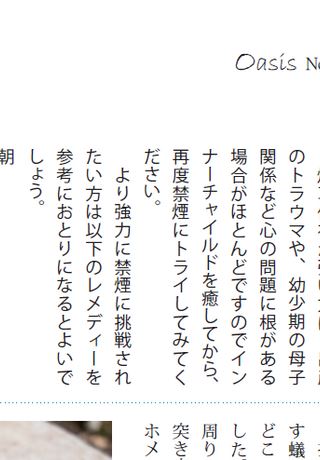 Oasis
のトラウマや、幼少期の母子
関係など心の問題に根がある
場合がほとんどですのでイン
ナーチャイルドを癒してから、
再度禁煙にトライしてみてく
ださい。
より強力に禁煙に挑戦され
たい方は以下のレメディーを
参考におとりになるとよいで
しょう。
朝
す蟻
どこ
した
周り
突き
ホメ